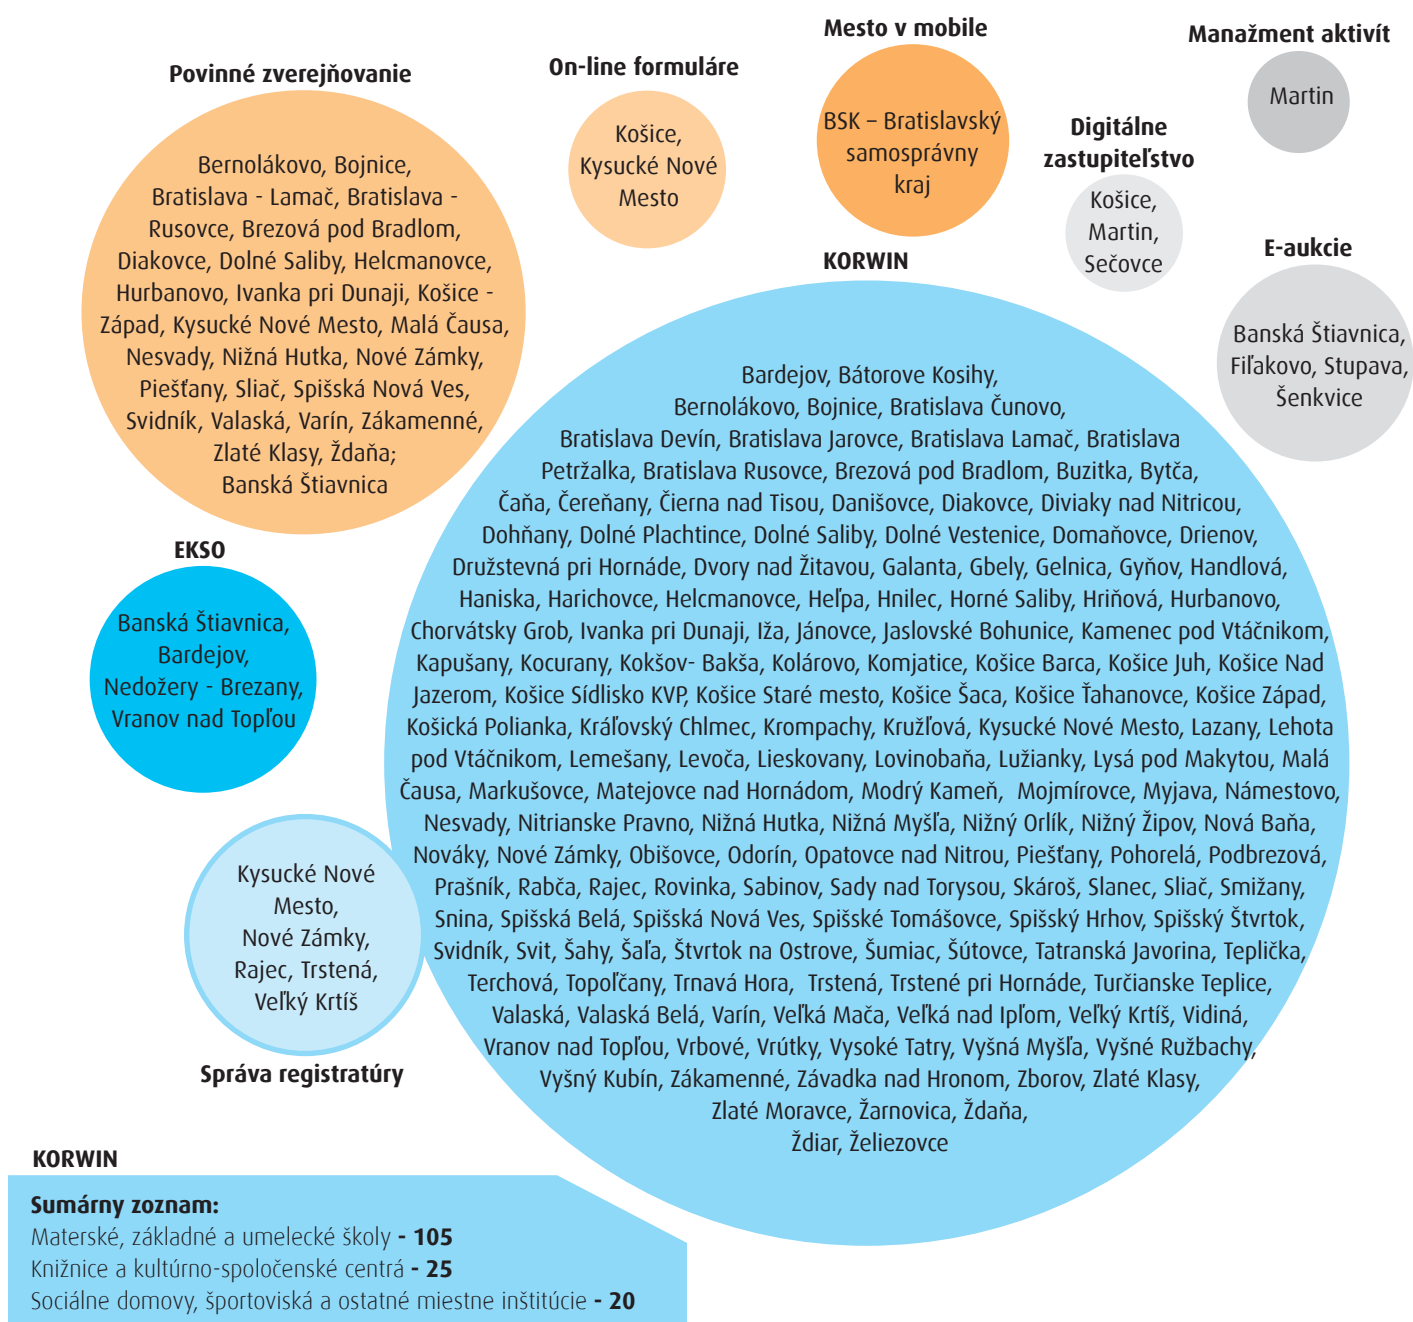 Povinné zverejňovanie
Bernolákovo, Bojnice,
Bratislava - Lamač, Bratislava -
Rusovce, Brezová pod Bradlom,
Diakovce, Dolné Saliby, Helcmanovce,
Hurbanovo, Ivanka pri Dunaji, Košice -
Západ, Kysucké Nové Mesto, Malá Čausa,
Nesvady, Nižná Hutka, Nové Zámky,
Piešťany, Sliač, Spišská Nová Ves,
Svidník, Valaská, Varín, Zákamenné,
Zlaté Klasy, Ždaňa;
Banská Štiavnica
On-line formuláre
Košice,
Kysucké Nové
Mesto
Mesto v mobile
BSK – Bratislavský
samosprávny
kraj
Manažment aktivít
Martin
Digitálne
zastupiteľstvo
Košice,
Martin,
Sečovce
E-aukcie
Banská Štiavnica,
Fiľakovo, Stupava,
Šenkvice
KORWIN
Bardejov, Bátorove Kosihy,
Bernolákovo, Bojnice, Bratislava Čunovo,
Bratislava Devín, Bratislava Jarovce, Bratislava Lamač, Bratislava
Petržalka, Bratislava Rusovce, Brezová pod Bradlom, Buzitka, Bytča,
Čaňa, Čereňany, Čierna nad Tisou, Danišovce, Diakovce, Diviaky nad Nitricou,
Dohňany, Dolné Plachtince, Dolné Saliby, Dolné Vestenice, Domaňovce, Drienov,
Družstevná pri Hornáde, Dvory nad Žitavou, Galanta, Gbely, Gelnica, Gyňov, Handlová,
Haniska, Harichovce, Helcmanovce, Heľpa, Hnilec, Horné Saliby, Hriňová, Hurbanovo,
Chorvátsky Grob, Ivanka pri Dunaji, Iža, Jánovce, Jaslovské Bohunice, Kamenec pod Vtáčnikom,
Kapušany, Kocurany, Kokšov- Bakša, Kolárovo, Komjatice, Košice Barca, Košice Juh, Košice Nad
Jazerom, Košice Sídlisko KVP, Košice Staré mesto, Košice Šaca, Košice Ťahanovce, Košice Západ,
Košická Polianka, Kráľovský Chlmec, Krompachy, Kružľová, Kysucké Nové Mesto, Lazany, Lehota
pod Vtáčnikom, Lemešany, Levoča, Lieskovany, Lovinobaňa, Lužianky, Lysá pod Makytou, Malá
Čausa, Markušovce, Matejovce nad Hornádom, Modrý Kameň, Mojmírovce, Myjava, Námestovo,
Nesvady, Nitrianske Pravno, Nižná Hutka, Nižná Myšľa, Nižný Orlík, Nižný Žipov, Nová Baňa,
Nováky, Nové Zámky, Obišovce, Odorín, Opatovce nad Nitrou, Piešťany, Pohorelá, Podbrezová,
Prašník, Rabča, Rajec, Rovinka, Sabinov, Sady nad Torysou, Skároš, Slanec, Sliač, Smižany,
Snina, Spišská Belá, Spišská Nová Ves, Spišské Tomášovce, Spišský Hrhov, Spišský Štvrtok,
Svidník, Svit, Šahy, Šaľa, Štvrtok na Ostrove, Šumiac, Šútovce, Tatranská Javorina, Teplička,
Terchová, Topoľčany, Trnavá Hora, Trstená, Trstené pri Hornáde, Turčianske Teplice,
Valaská, Valaská Belá, Varín, Veľká Mača, Veľká nad Ipľom, Veľký Krtíš, Vidiná,
Vranov nad Topľou, Vrbové, Vrútky, Vysoké Tatry, Vyšná Myšľa, Vyšné Ružbachy,
Vyšný Kubín, Zákamenné, Závadka nad Hronom, Zborov, Zlaté Klasy,
Zlaté Moravce, Žarnovica, Ždaňa,
Ždiar, Želiezovce
EKSO
Banská Štiavnica,
Bardejov,
Nedožery - Brezany,
Vranov nad Topľou
Kysucké Nové
Mesto,
Nové Zámky,
Rajec, Trstená,
Veľký Krtíš
Správa registratúry
KORWIN
Sumárny zoznam:
Materské, základné a umelecké školy - 105
Knižnice a kultúrno-spoločenské centrá - 25
Sociálne domovy, športoviská a ostatné miestne inštitúcie - 20